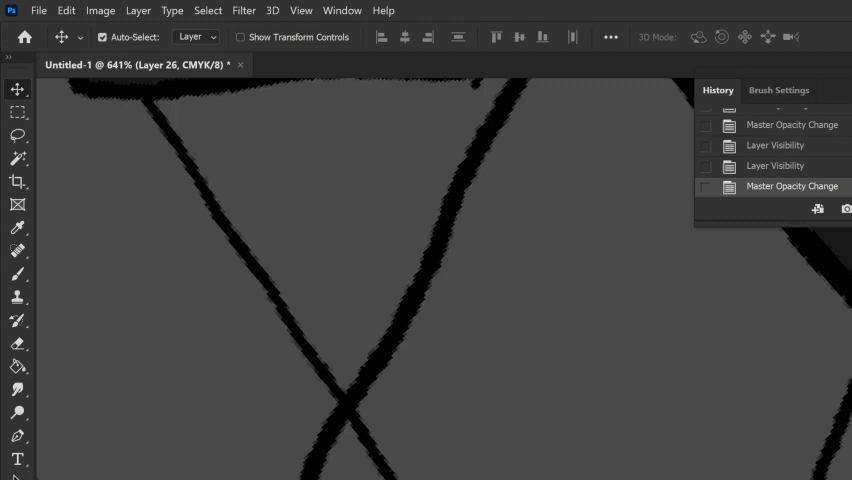 Ps File Edit Image Layer Type Select Filter 3D View Window Help
Auto-Select: Layer Show Transform Controls 3D Mode:
Untitled-1 @ 641% (Layer 26, CMYK/8) * ×
History Brush Settings
Master Opacity Change
Layer Visibility
Layer Visibility
Master Opacity Change